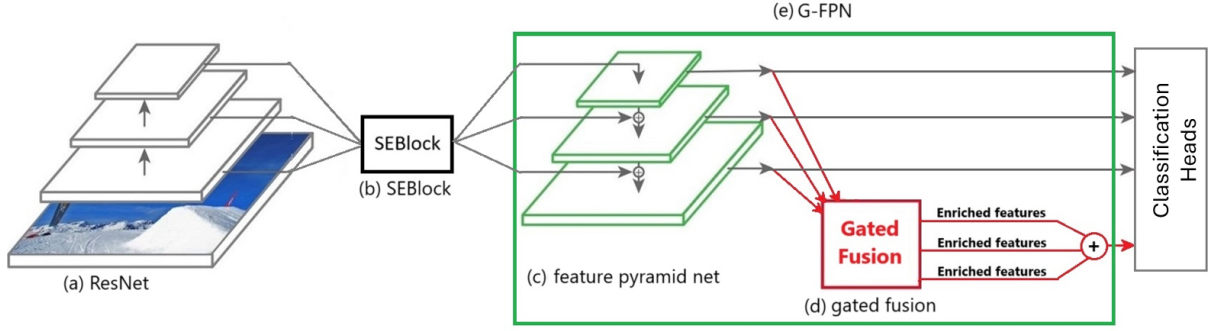 (e) G-FPN
SEBlock
(b) SEBlock
Classification
Heads
Gated
Fusion
Enriched features
Enriched features
Enriched features
+
(a) ResNet
(c) feature pyramid net
(d) gated fusion